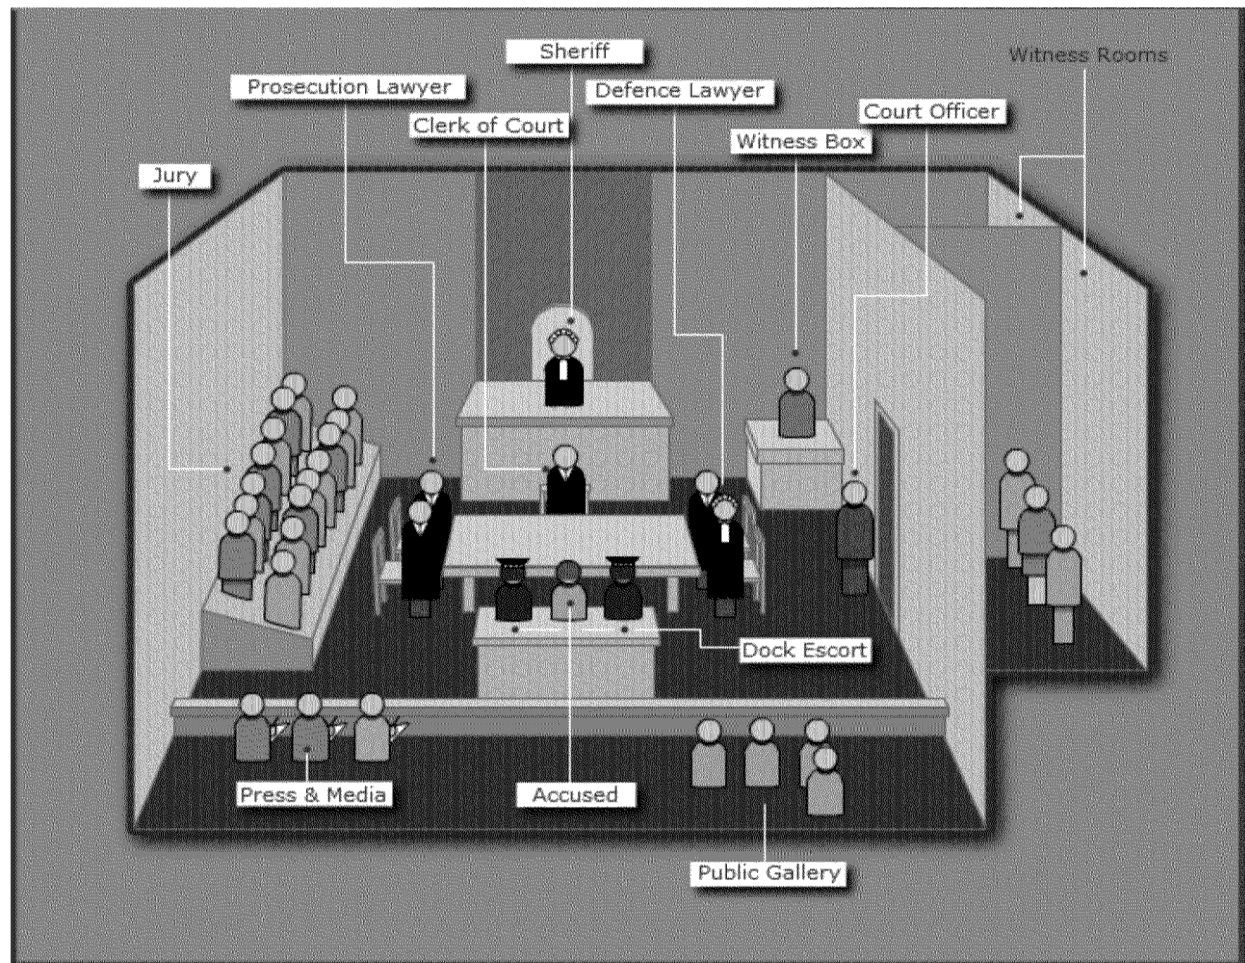 Sheriff
Witness Rooms
Prosecution Lawyer
Defence Lawyer
Court Officer
Clerk of Court
Witness Box
Jury
Dock Escort
Press & Media
Accused
Public Gallery